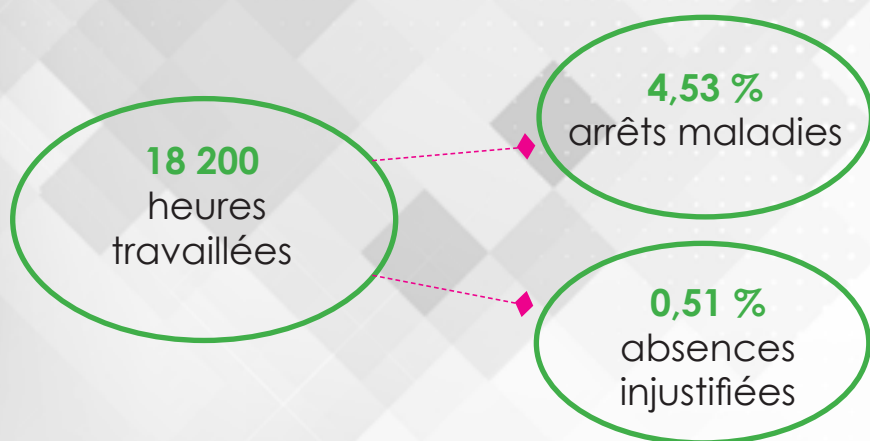 18 200
heures
travaillées
4,53 %
arrêts maladies
0,51 %
absences
injustifiées